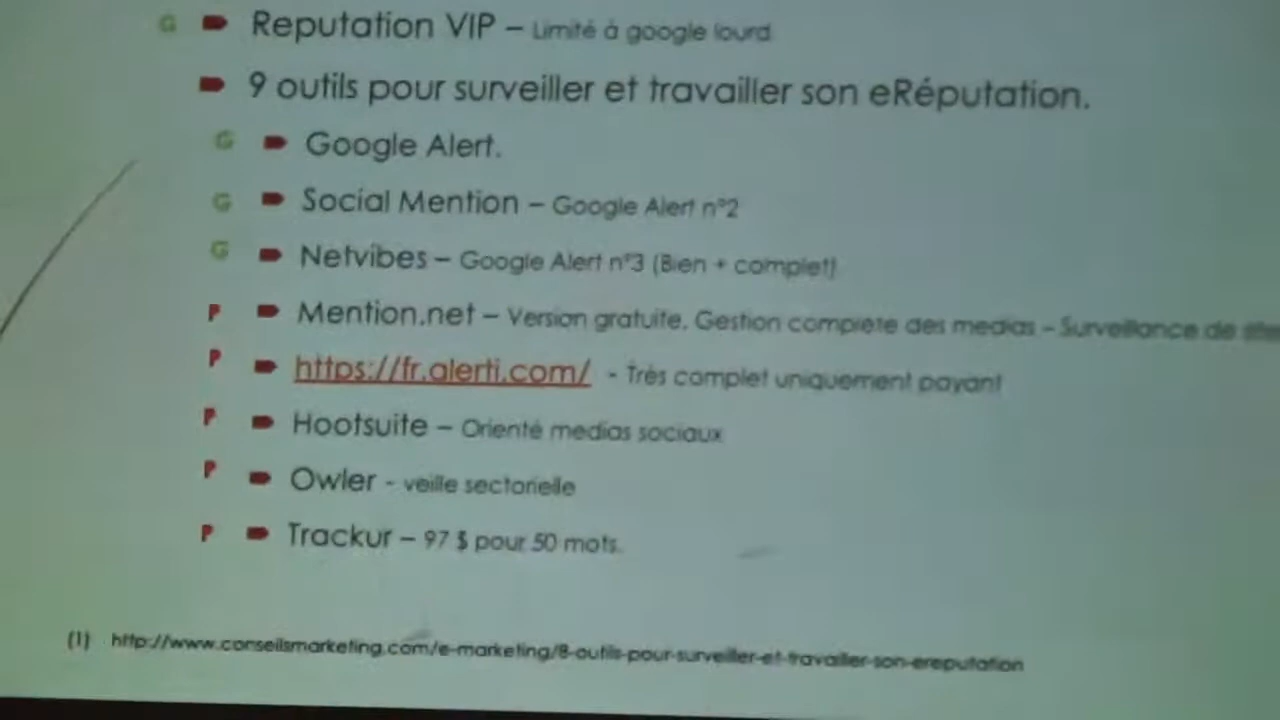 G Reputation VIP – Limité à google lourd
9 outils pour surveiller et travailler son eRéputation.
G Google Alert.
G Social Mention – Google Alert n°2
G Netvibes – Google Alert n°3 (Bien + complet)
P Mention.net – Version gratuite. Gestion complète des medias – Surveillance de
P https://fr.alerti.com/ - Très complet uniquement payant
P Hootsuite – Orienté medias sociaux
P Owler - veille sectorielle
P Trackur – 97 $ pour 50 mots.
(1) http://www.conseilsmarketing.com/e-marketing/8-outils-pour-surveiller-et-travailler-son-ereputation